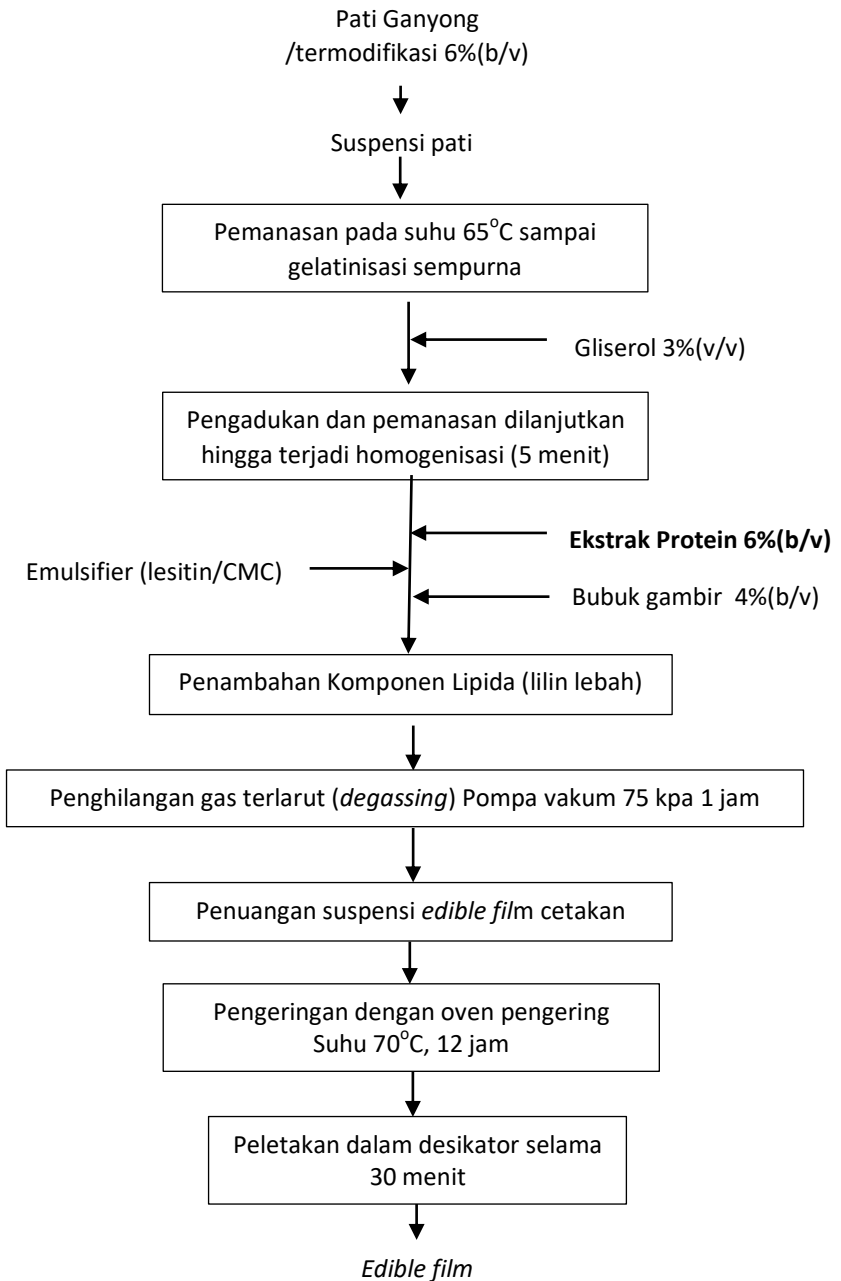 Pati Ganyong
/termodifikasi 6%(b/v)
Suspensi pati
Pemanasan pada suhu 65°C sampai
gelatinisasi sempurna
Gliserol 3%(v/v)
Pengadukan dan pemanasan dilanjutkan
hingga terjadi homogenisasi (5 menit)
Ekstrak Protein 6%(b/v)
Emulsifier (lesitin/CMC)
Bubuk gambir 4%(b/v)
Penambahan Komponen Lipida (lilin lebah)
Penghilangan gas terlarut (degassing) Pompa vakum 75 kpa 1 jam
Penuangan suspensi edible film cetakan
Pengeringan dengan oven pengering
Suhu 70°C, 12 jam
Peletakan dalam desikator selama
30 menit
Edible film